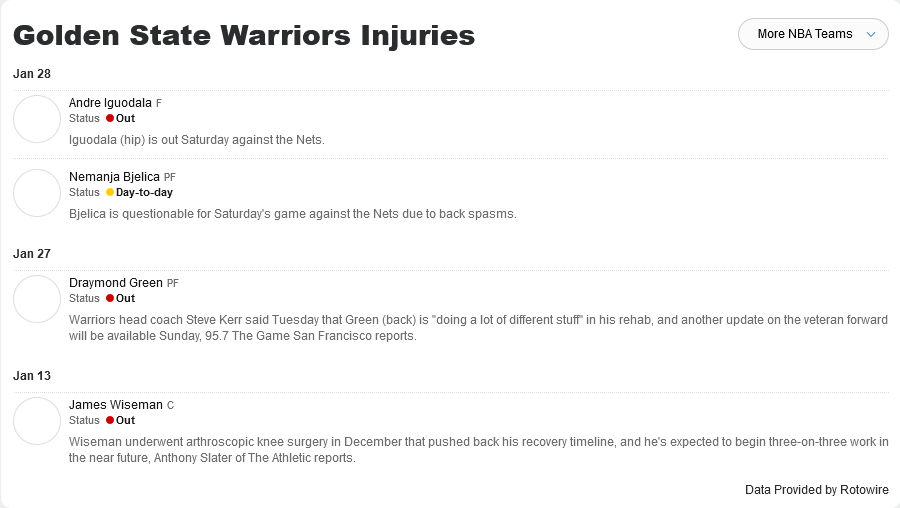 Golden State Warriors Injuries
More NBA Teams
Jan 28
Andre Iguodala F
Status Out
Iguodala (hip) is out Saturday against the Nets.
Nemanja Bjelica PF
Status Day-to-day
Bjelica is questionable for Saturday's game against the Nets due to back spasms.
Jan 27
Draymond Green PF
Status Out
Warriors head coach Steve Kerr said Tuesday that Green (back) is "doing a lot of different stuff" in his rehab, and another update on the veteran forward
will be available Sunday, 95.7 The Game San Francisco reports.
Jan 13
James Wiseman C
Status Out
Wiseman underwent arthroscopic knee surgery in December that pushed back his recovery timeline, and he's expected to begin three-on-three work in
the near future, Anthony Slater of The Athletic reports.
Data Provided by Rotowire